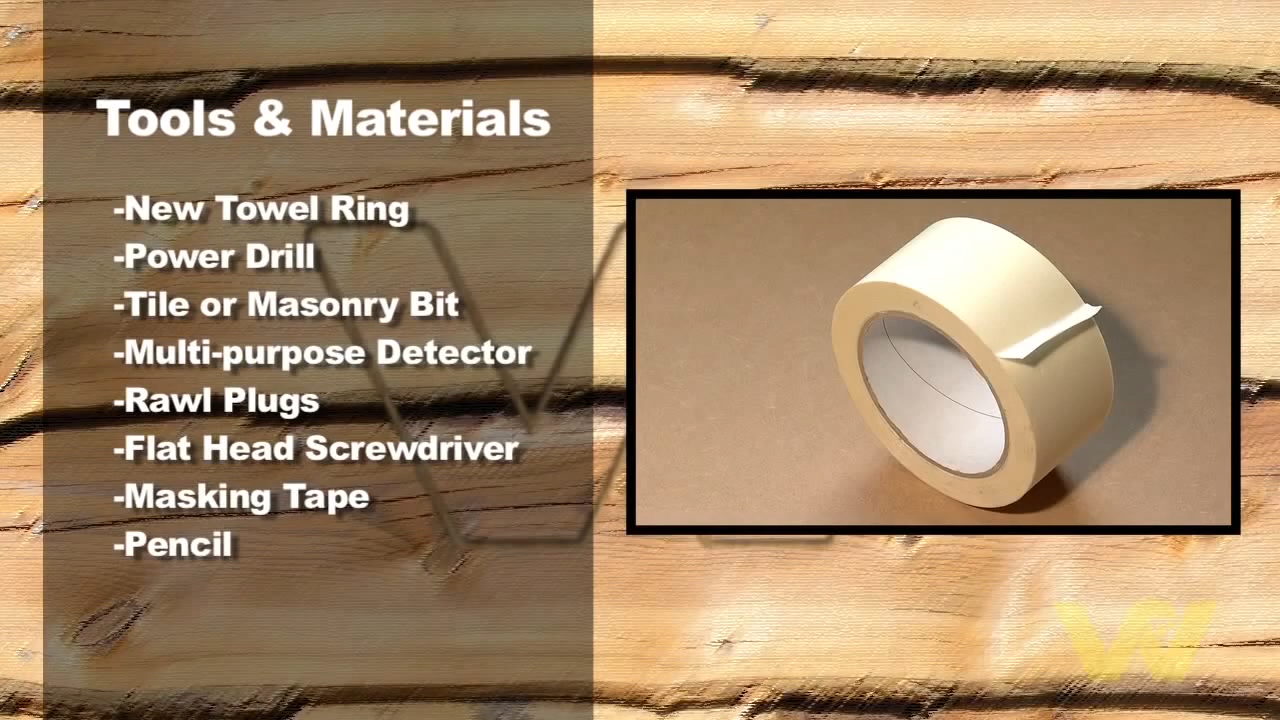 Tools & Materials
-New Towel Ring
-Power Drill
-Tile or Masonry Bit
-Multi-purpose Detector
-Rawl Plugs
-Flat Head Screwdriver
-Masking Tape
-Pencil